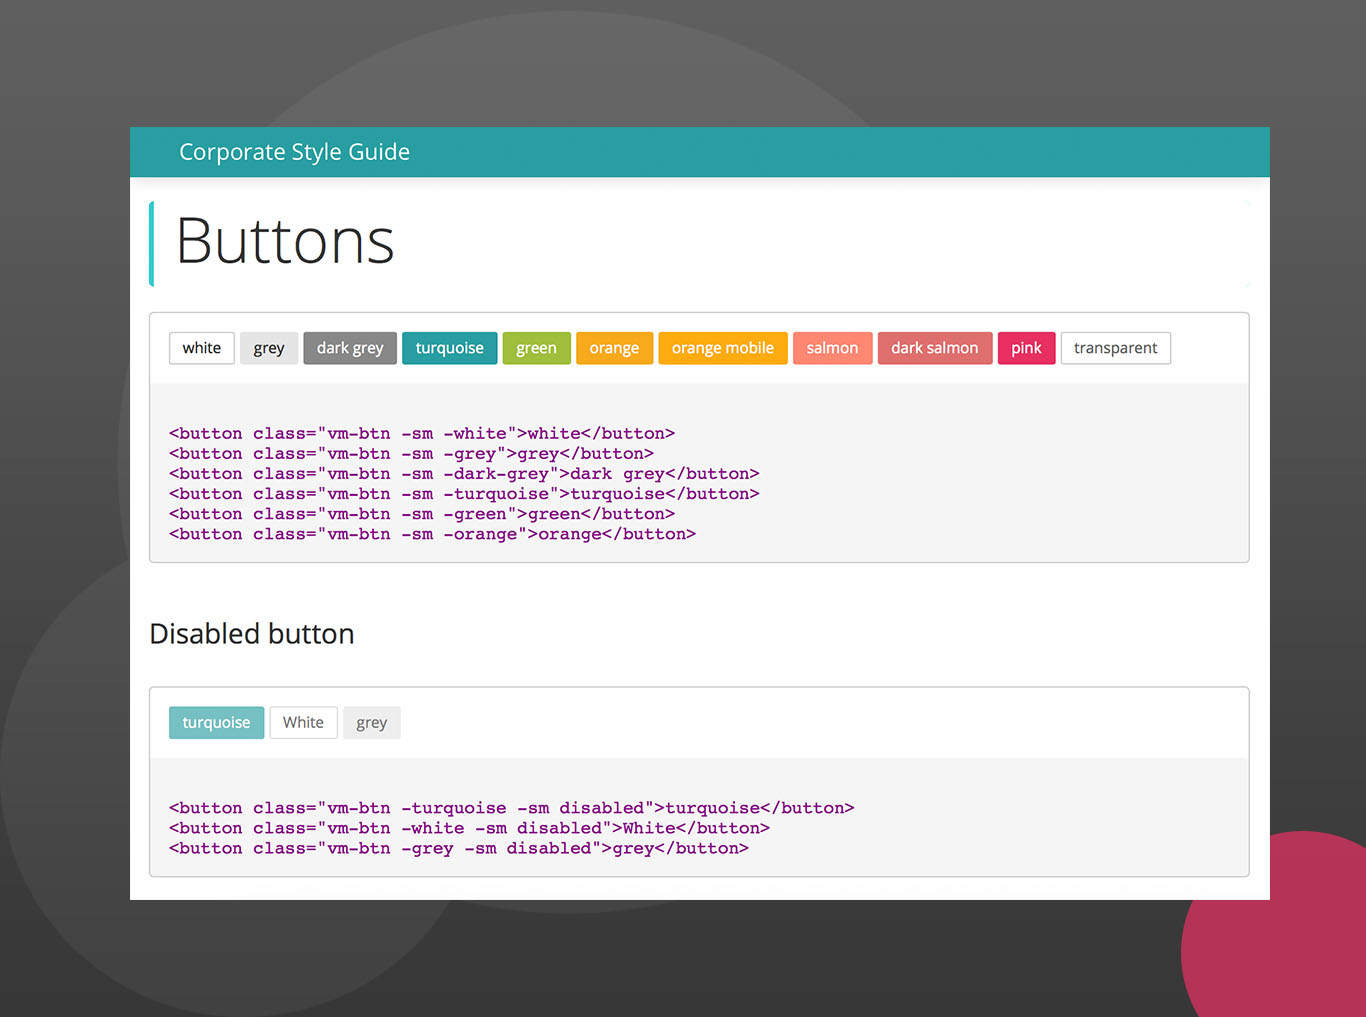 Corporate Style Guide
Buttons
white grey dark grey turquoise green orange orange mobile salmon dark salmon pink transparent
<button class="vm-btn -sm -white">white</button>
<button class="vm-btn -sm -grey">grey</button>
<button class="vm-btn -sm -dark-grey">dark grey</button>
<button class="vm-btn -sm -turquoise">turquoise</button>
<button class="vm-btn -sm -green">green</button>
<button class="vm-btn -sm -orange">orange</button>
Disabled button
turquoise White grey
<button class="vm-btn -turquoise -sm disabled">turquoise</button>
<button class="vm-btn -white -sm disabled">White</button>
<button class="vm-btn -grey -sm disabled">grey</button>